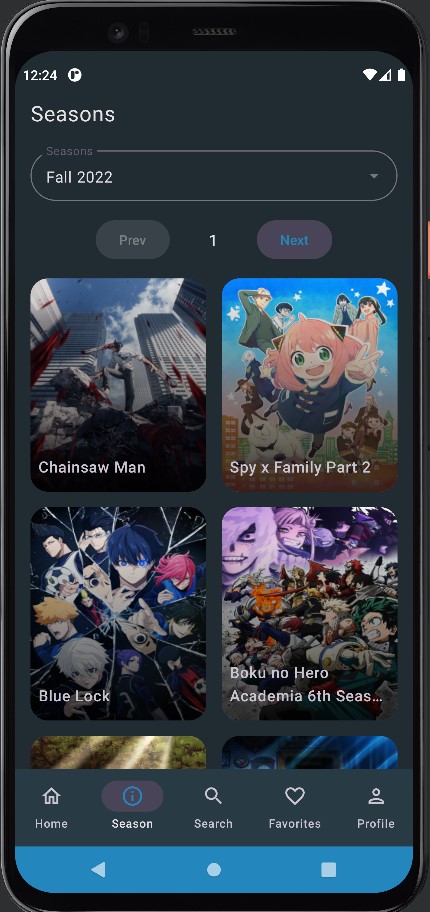 12:24
Seasons
Seasons
Fall 2022
Prev
1
Next
Chainsaw Man
Spy x Family Part 2
Blue Lock
Boku no Hero
Academia 6th Seas...
Home
Season
Search
Favorites
Profile